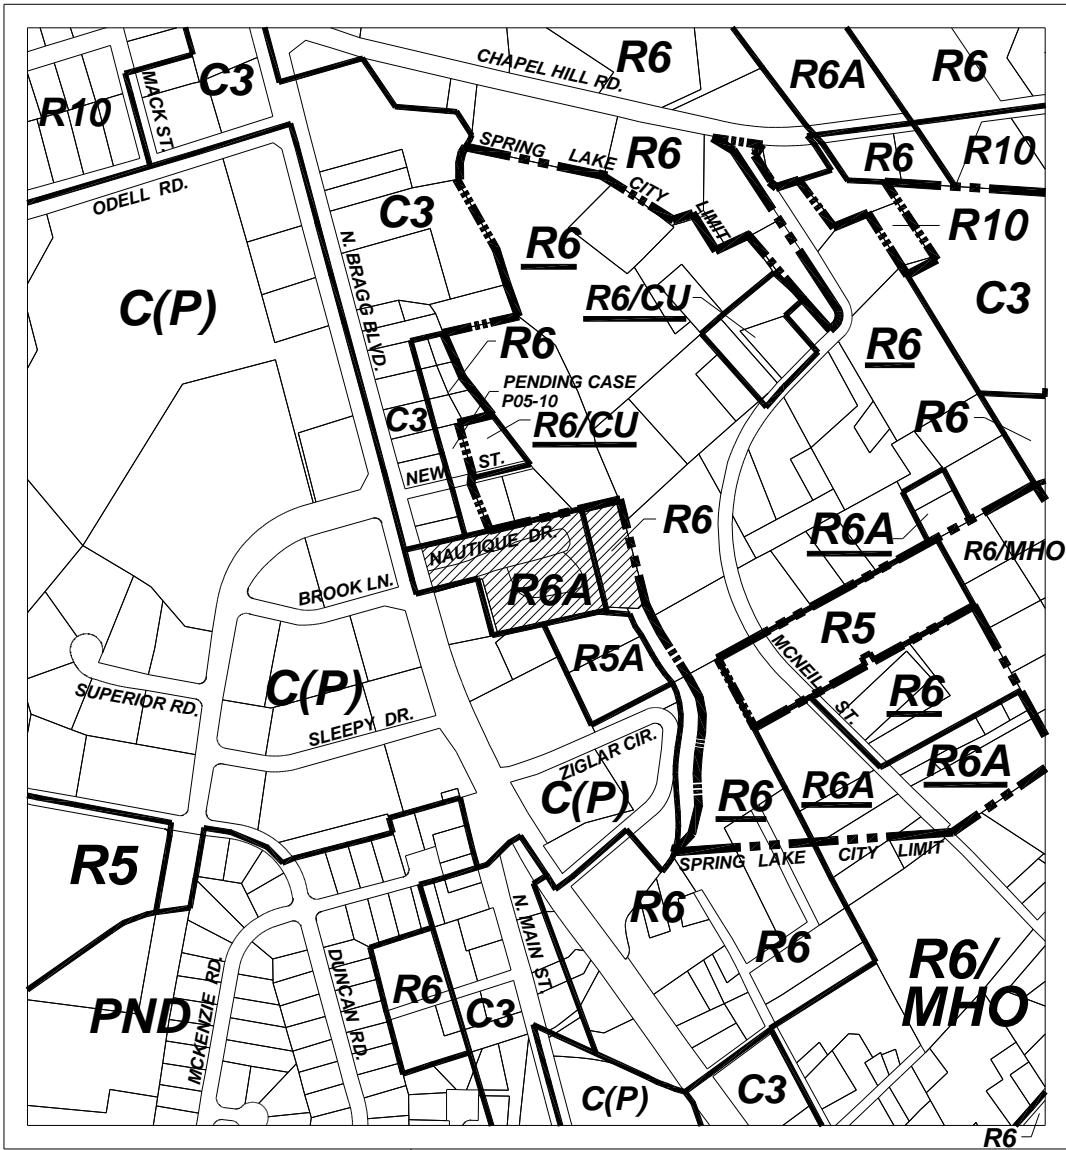 CHAPEL HILL RD.
R6
R6A
R6
C3
MACK ST.
R10
SPRING LAKE CITY LIMIT
R6
R6
R10
ODELL RD.
C3
R10
N. BRAGG BLVD.
R6
C(P)
R6/CU
C3
R6
R6
PENDING CASE
P05-10
C3
R6/CU
R6
NEW ST.
R6
R6A
NAUTIQUE DR.
R6/MHO
BROOK LN.
R6A
R5
R5A
MCNEIL ST.
C(P)
R6
SUPERIOR RD.
SLEEPY DR.
ZIGLAR CIR.
R6A
C(P)
R6
R6A
R5
SPRING LAKE CITY LIMIT
N. MAIN ST
R6
R6
R6/
MHO
MCKENZIE RD.
DUNCAN RD.
R6
C3
PND
C3
C(P)
R6